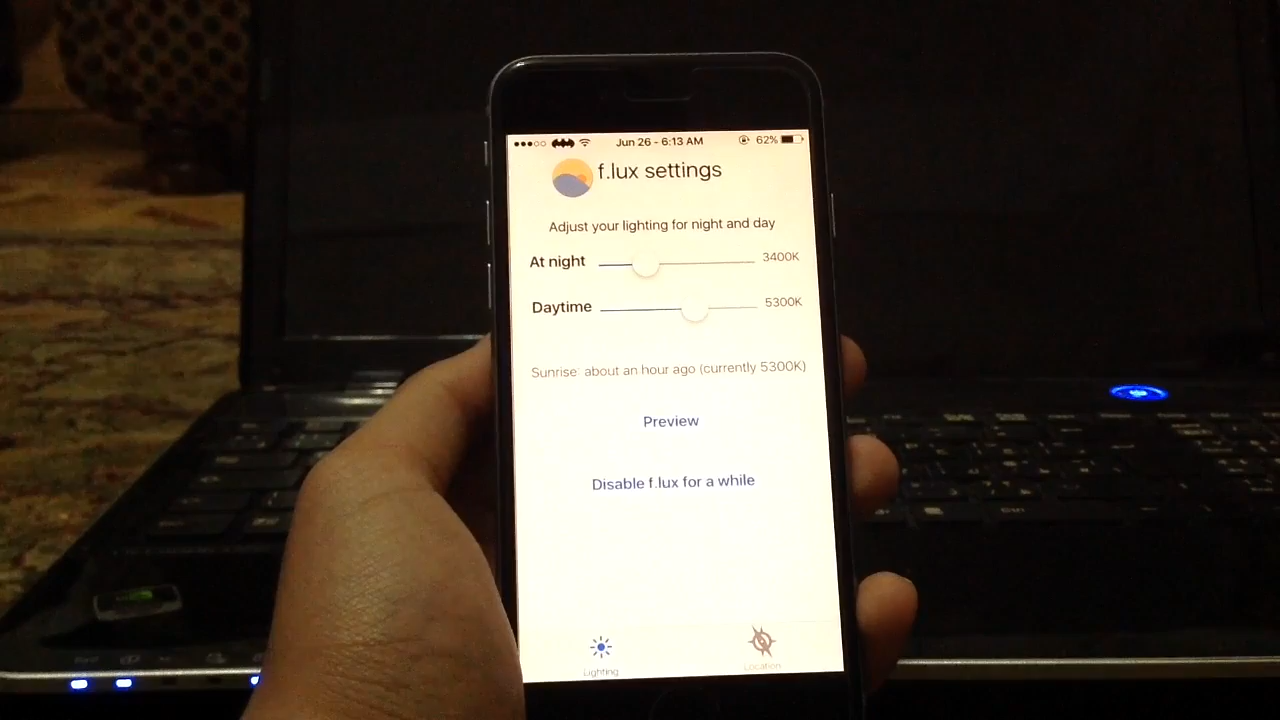 Jun 26 - 6:13 AM 62%
f.lux settings
Adjust your lighting for night and day
At night 3400K
Daytime 5300K
Sunrise: about an hour ago (currently 5300K)
Preview
Disable f.lux for a while
Lighting Location
Ctrl